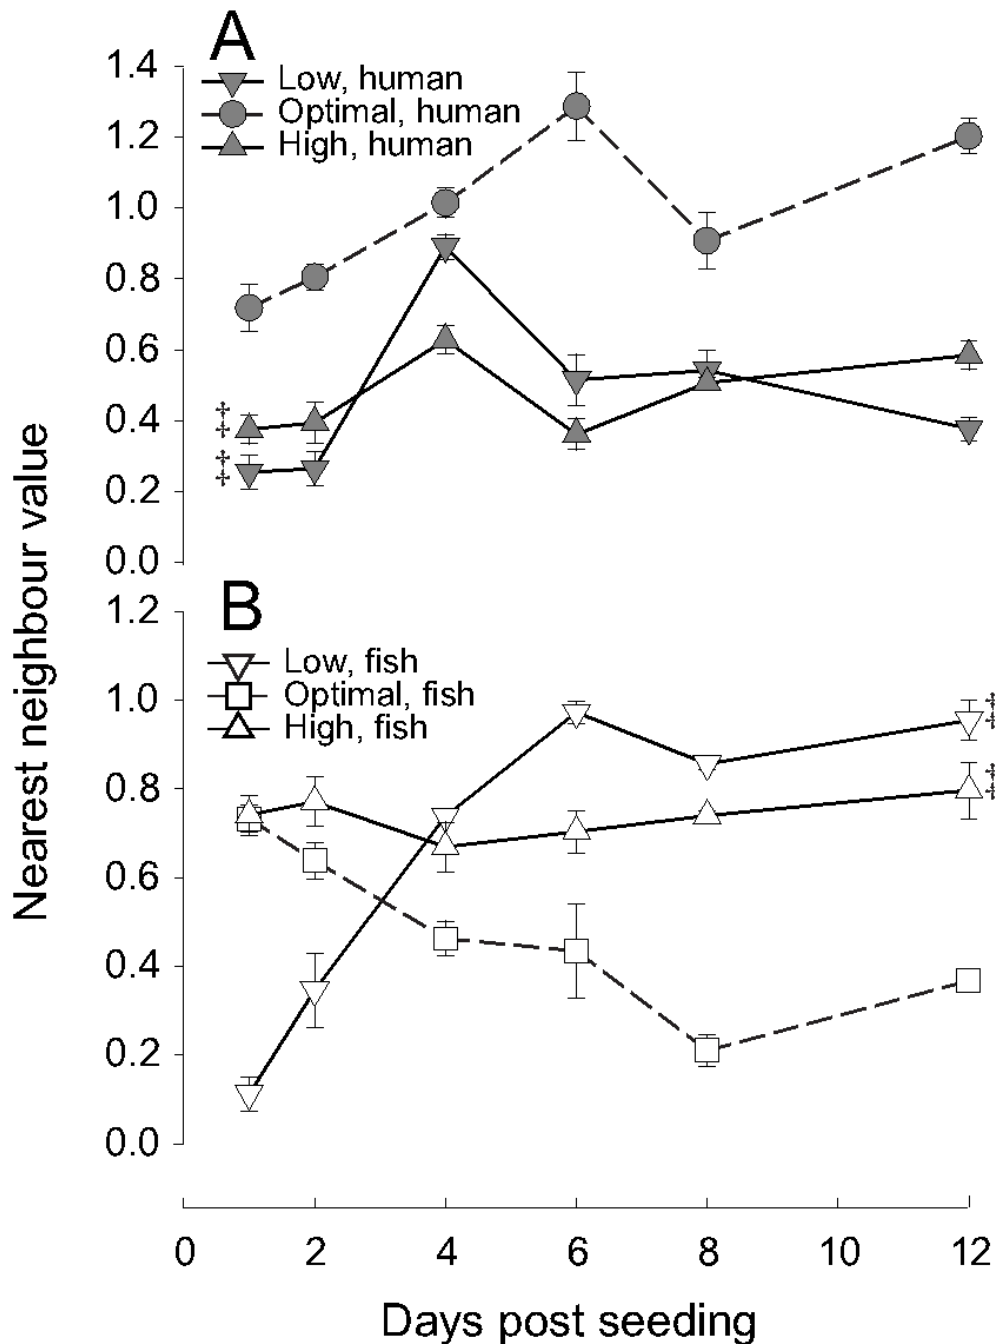 A
1.4
Low, human
Optimal, human
High, human
1.2
1.0
0.8
0.6
0.4
0.2
0.0
‡
‡
Nearest neighbour value
B
1.2
Low, fish
Optimal, fish
High, fish
1.0
0.8
0.6
0.4
0.2
0.0
‡
‡
0 2 4 6 8 10 12
Days post seeding